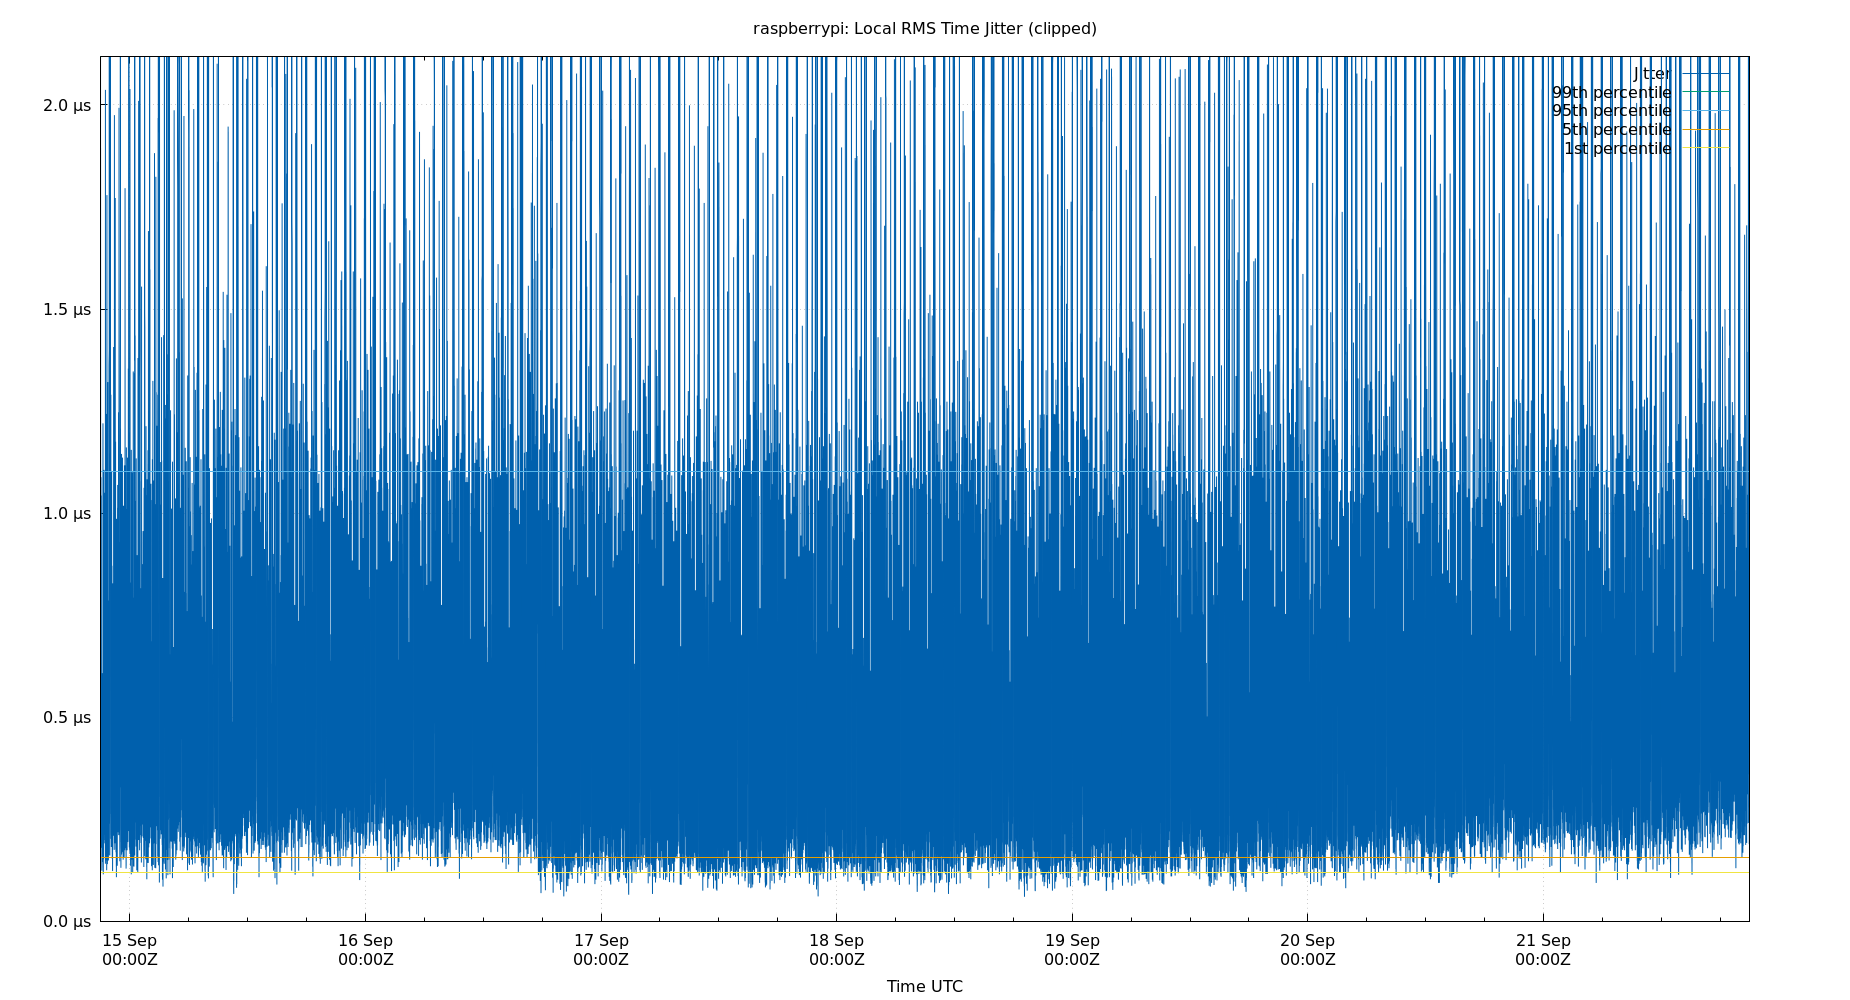 raspberrypi: Local RMS Time Jitter (clipped)
Jitter
99th percentile
95th percentile
5th percentile
1st percentile
2.0 µs
1.5 µs
1.0 µs
0.5 µs
0.0 µs
15 Sep 16 Sep 17 Sep 18 Sep 19 Sep 20 Sep 21 Sep
00:00Z 00:00Z 00:00Z 00:00Z 00:00Z 00:00Z 00:00Z
Time UTC